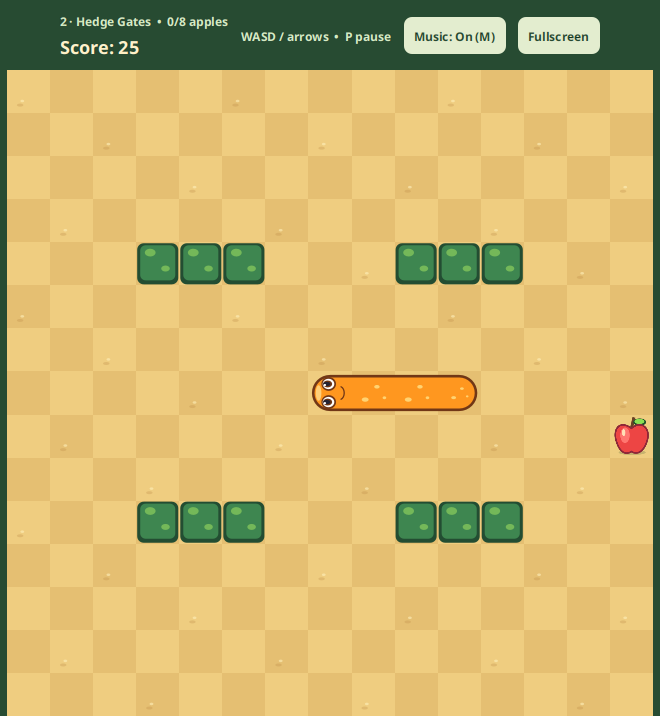 2 · Hedge Gates • 0/8 apples
Score: 25
WASD / arrows • P pause
Music: On (M)
Fullscreen